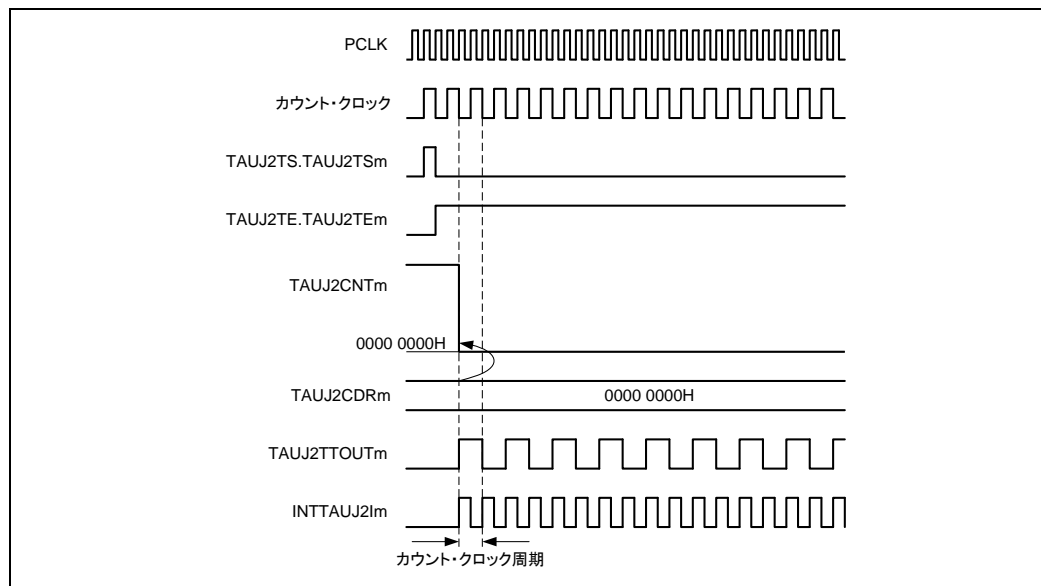 PCLK
カウント・クロック
TAUJ2TS.TAUJ2TSm
TAUJ2TE.TAUJ2TEm
TAUJ2CNTm
0000 0000H
TAUJ2CDRm
0000 0000H
TAUJ2TTOUTm
INTTAUJ2Im
カウント・クロック周期